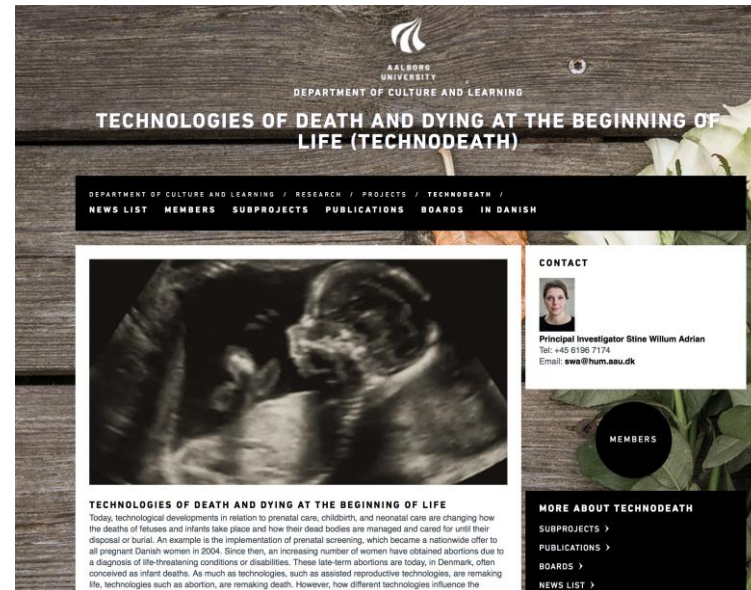 AALBORG
UNIVERSITY
DEPARTMENT OF CULTURE AND LEARNING
TECHNOLOGIES OF DEATH AND DYING AT THE BEGINNING OF
LIFE (TECHNODEATH)
DEPARTMENT OF CULTURE AND LEARNING / RESEARCH / PROJECTS / TECHNODEATH /
NEWS LIST MEMBERS SUBPROJECTS PUBLICATIONS BOARDS IN DANISH
CONTACT
Principal Investigator Stine Willum Adrian
Tel: +45 6196 7174
Email: swa@hum.aau.dk
MEMBERS
TECHNOLOGIES OF DEATH AND DYING AT THE BEGINNING OF LIFE
Today, technological developments in relation to prenatal care, childbirth, and neonatal care are changing how
the deaths of fetuses and infants take place and how their dead bodies are managed and cared for until their
disposal or burial. An example is the implementation of prenatal screening, which became a nationwide offer to
all pregnant Danish women in 2004. Since then, an increasing number of women have obtained abortions due to
a diagnosis of life-threatening conditions or disabilities. These late-term abortions are today, in Denmark, often
conceived as infant deaths. As much as technologies, such as assisted reproductive technologies, are remaking
life, technologies such as abortion, are remaking death. However, how different technologies influence the
MORE ABOUT TECHNODEATH
SUBPROJECTS >
PUBLICATIONS >
BOARDS >
NEWS LIST >